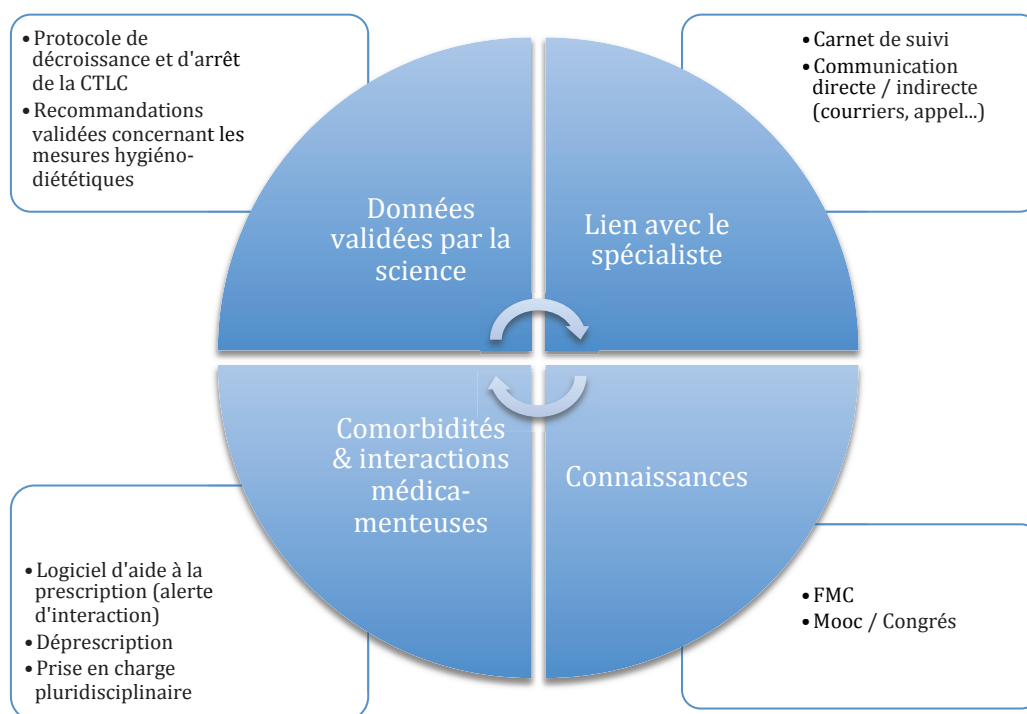 • Protocole de
décroissance et d'arrêt
de la CTLC
• Recommandations
validées concernant les
mesures hygiéno-
diététiques
• Carnet de suivi
• Communication
directe / indirecte
(courriers, appel...)
Données
validées par la
science
Lien avec le
spécialiste
Comorbidités
& interactions
médica-
menteuses
Connaissances
• Logiciel d'aide à la
prescription (alerte
d'interaction)
• Déprescription
• Prise en charge
pluridisciplinaire
• FMC
• Mooc / Congrés